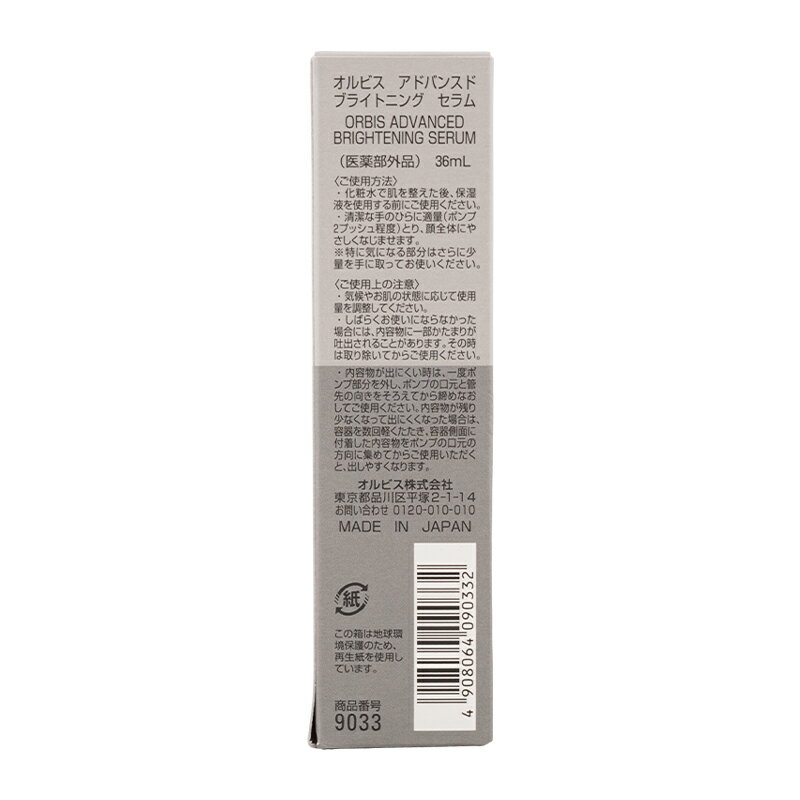 オルビス アドバンスド
ブライトニング セラム
ORBIS ADVANCED
BRIGHTENING SERUM
(医薬部外品) 36mL
〈ご使用方法〉
・化粧水で肌を整えた後、保湿
液を使用する前にご使用ください。
・清潔な手のひらに適量(ポンプ
2プッシュ程度)とり、顔全体にや
さしくなじませます。
※特に気になる部分はさらに少
量を手に取ってお使いください。
〈ご使用上の注意〉
・気候やお肌の状態に応じて使用
量を調整してください。
・しばらくお使いにならなかった
場合には、内容物に一部かたまりが
吐出されることがあります。その時
は取り除いてからご使用ください。
・内容物が出にくい時は、一度ポ
ンプ部分を外し、ポンプの口元と管
先の向きをそろえてから締めなお
してご使用ください。内容物が残り
少なくなって出にくくなった場合は、
容器を数回軽くたたき、容器側面に
付着した内容物をポンプの口元の
方向に集めてからご使用いただく
と、出しやすくなります。
オルビス株式会社
東京都品川区平塚2-1-14
お問い合わせ 0120-010-010
MADE IN JAPAN
紙
この箱は地球環
境保護のため、
再生紙を使用し
ています。
商品番号
9033
4 908064 090332